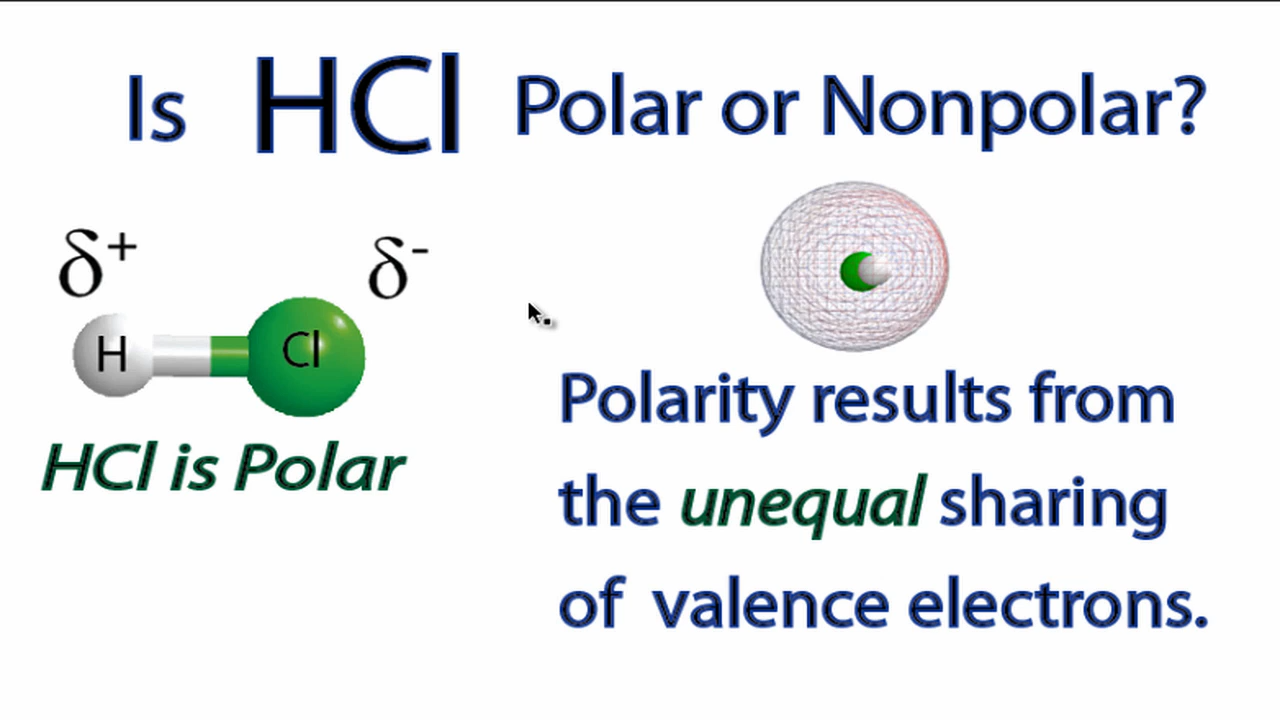 Is HCl Polar or Nonpolar?
δ+ δ-
H Cl
HCl is Polar
Polarity results from
the unequal sharing
of valence electrons.